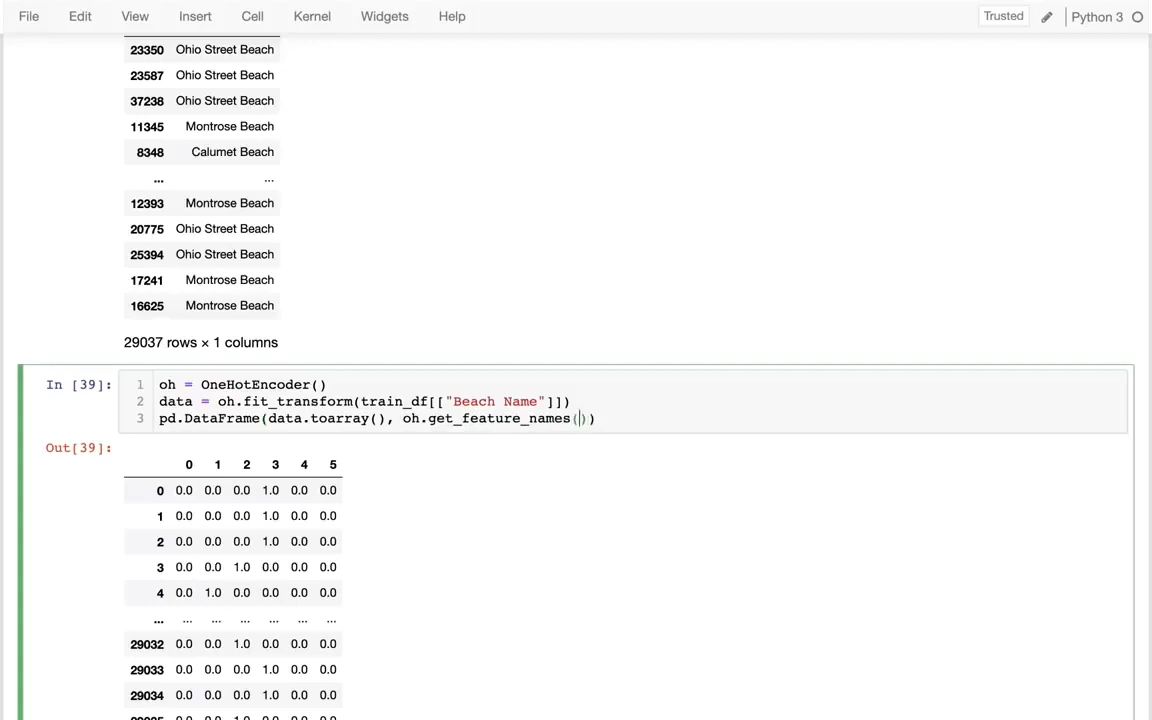 File Edit View Insert Cell Kernel Widgets Help Trusted Python 3
23350 Ohio Street Beach
23587 Ohio Street Beach
37238 Ohio Street Beach
11345 Montrose Beach
8348 Calumet Beach
... ...
12393 Montrose Beach
20775 Ohio Street Beach
25394 Ohio Street Beach
17241 Montrose Beach
16625 Montrose Beach
29037 rows × 1 columns
In [39]: 1 oh = OneHotEncoder()
2 data = oh.fit_transform(train_df[["Beach Name"]])
3 pd.DataFrame(data.toarray(), oh.get_feature_names())
Out[39]:
0 1 2 3 4 5
0 0.0 0.0 0.0 1.0 0.0 0.0
1 0.0 0.0 0.0 1.0 0.0 0.0
2 0.0 0.0 0.0 1.0 0.0 0.0
3 0.0 0.0 1.0 0.0 0.0 0.0
4 0.0 1.0 0.0 0.0 0.0 0.0
... ... ... ... ... ... ...
29032 0.0 0.0 1.0 0.0 0.0 0.0
29033 0.0 0.0 0.0 1.0 0.0 0.0
29034 0.0 0.0 0.0 1.0 0.0 0.0